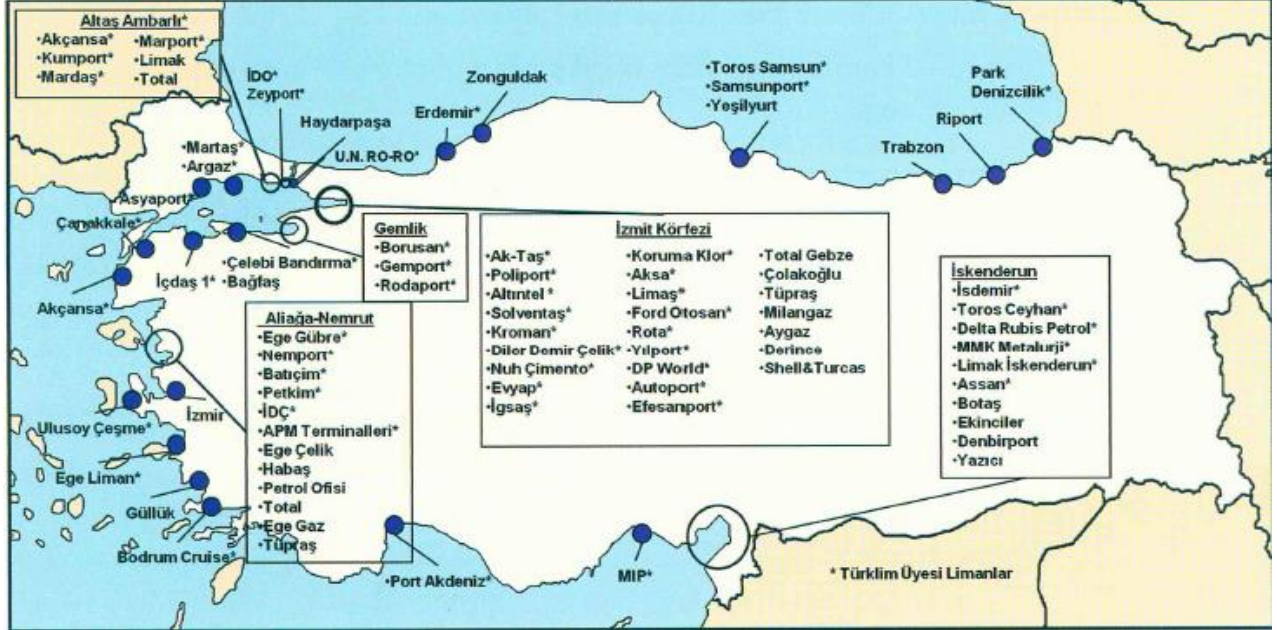 Altaş Ambarlı*
•Akçansa* •Marport*
•Kumport* •Limak
•Mardaş* •Total
İDO*
Zeyport*
Haydarpaşa
U.N. RO-RO*
Zonguldak
Erdemir*
•Toros Samsun*
•Samsunport*
•Yeşilyurt
Park
Denizcilik*
Riport
Trabzon
•Martaş*
•Argaz*
Asyaport*
Çanakkale*
İçdaş 1*
•Çelebi Bandırma*
•Bağfaş
Akçansa*
Gemlik
•Borusan*
•Gemport*
•Rodaport*
İzmit Körfezi
•Ak-Taş* •Koruma Klor* •Total Gebze
•Poliport* •Aksa* •Çolakoğlu
•Altıntel* •Limaş* •Tüpraş
•Solventaş* •Ford Otosan* •Milangaz
•Kroman* •Rota* •Aygaz
•Diler Demir Çelik* •Yılport* •Derince
•Nuh Çimento* •DP World* •Shell&Turcas
•Evyap* •Autoport*
•İgsaş* •Efesanport*
İskenderun
•İsdemir*
•Toros Ceyhan*
•Delta Rubis Petrol*
•MMK Metalurji*
•Limak İskenderun*
•Assan*
•Botaş
•Ekinciler
•Denbirport
•Yazıcı
Aliağa-Nemrut
•Ege Gübre*
•Nemport*
•Batıçim*
•Petkim*
•İDÇ*
•APM Terminalleri*
•Ege Çelik
•Habaş
•Petrol Ofisi
•Total
•Ege Gaz
•Tüpraş
İzmir
Ulusoy Çeşme*
Ege Liman*
Güllük
Bodrum Cruise*
•Port Akdeniz*
MIP*
* Türklim Üyesi Limanlar